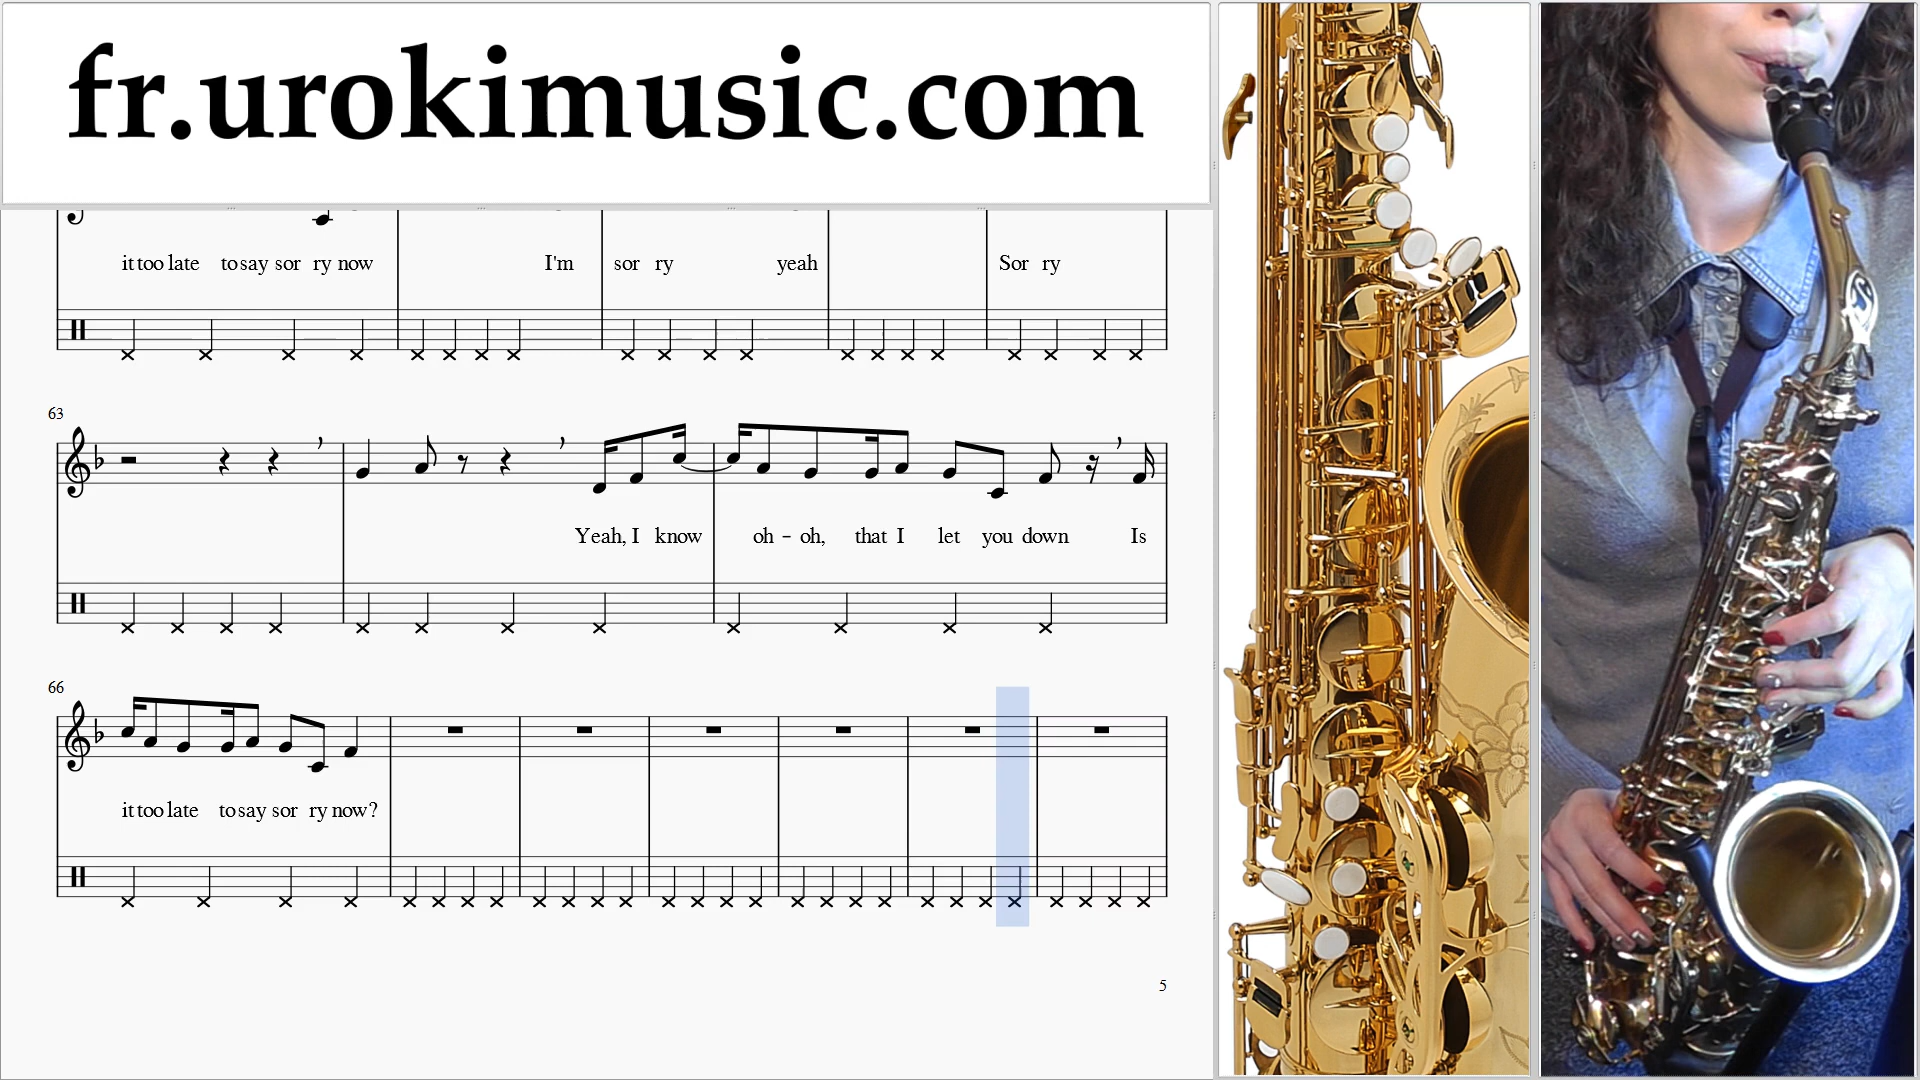 fr.urokimusic.com
it too late to say sor ry now I'm sor ry yeah Sor ry
63
Yeah, I know oh - oh, that I let you down Is
66
it too late to say sor ry now?
5